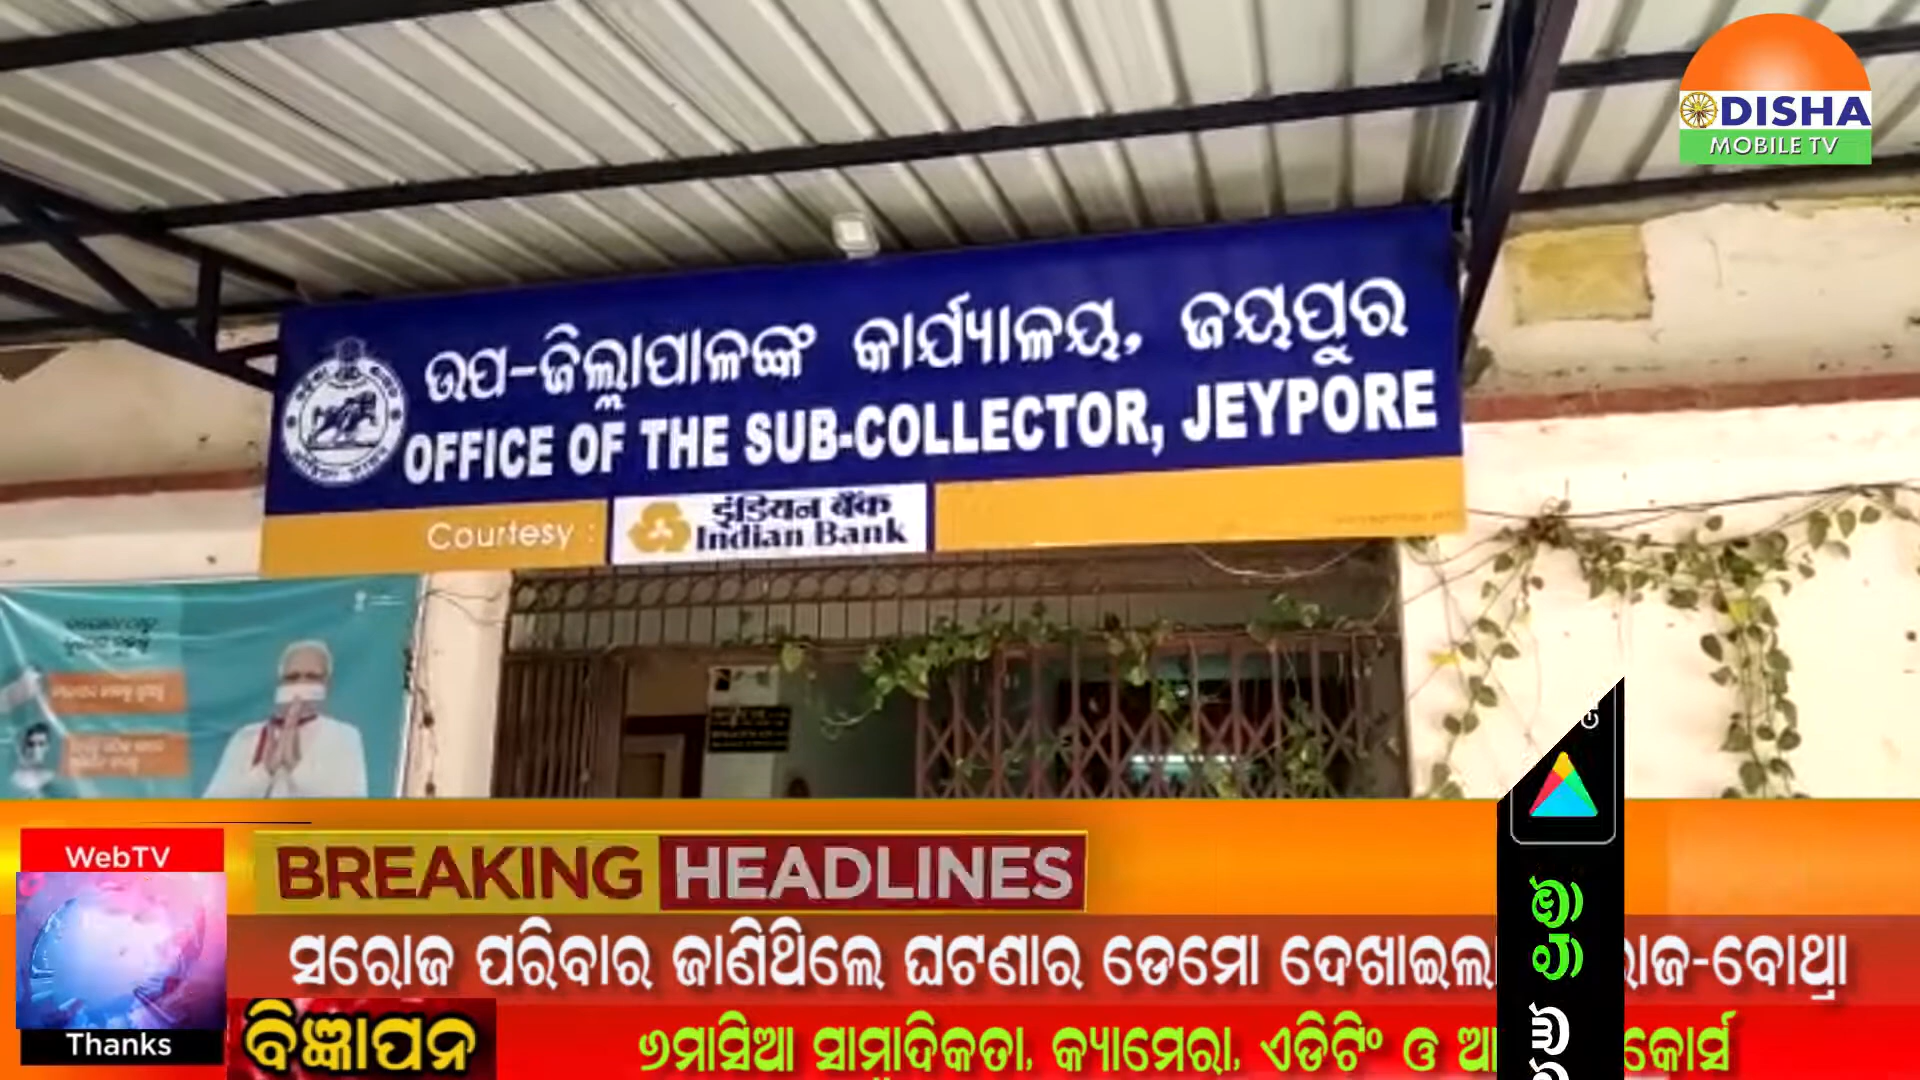 ODISHA
MOBILE TV
ଉପ-ଜିଲ୍ଲାପାଳଙ୍କ କାର୍ଯ୍ୟାଳୟ, ଜୟପୁର
OFFICE OF THE SUB-COLLECTOR, JEYPORE
Courtesy :
इंडियन बैंक
Indian Bank
WebTV
BREAKING HEADLINES
ସରୋଜ ପରିବାର ଜାଣିଥିଲେ ଘଟଣାର ଡେମୋ ଦେଖାଇଲା
ବୋଥ୍ରା
Thanks
ବିଜ୍ଞାପନ
୬ମାସିଆ ସାମ୍ବାଦିକତା, କ୍ୟାମେରା, ଏଡିଟିଂ ଓ
କୋର୍ସ